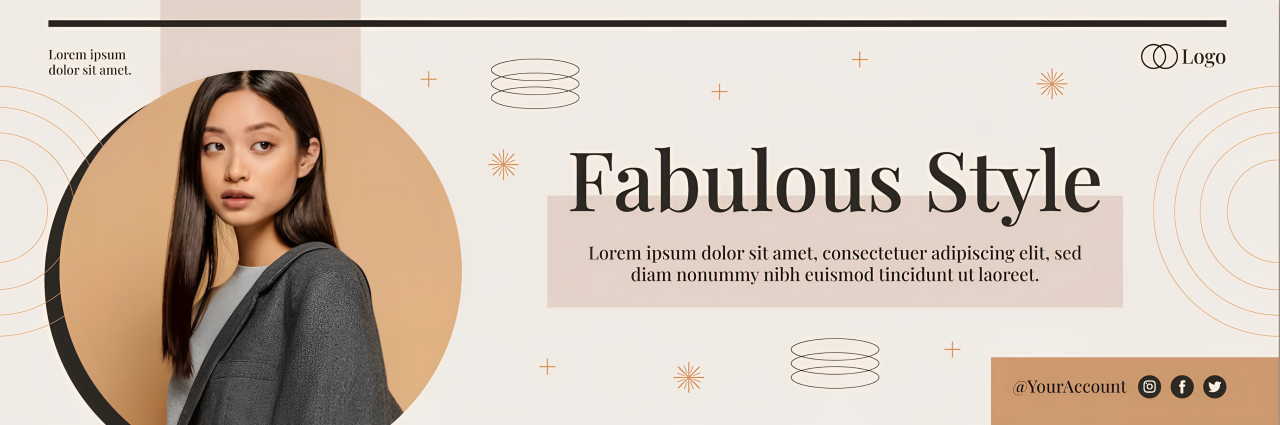 Lorem ipsum
dolor sit amet.
Logo
Fabulous Style
Lorem ipsum dolor sit amet, consectetuer adipiscing elit, sed
diam nonummy nibh euismod tincidunt ut laoreet.
@YourAccount